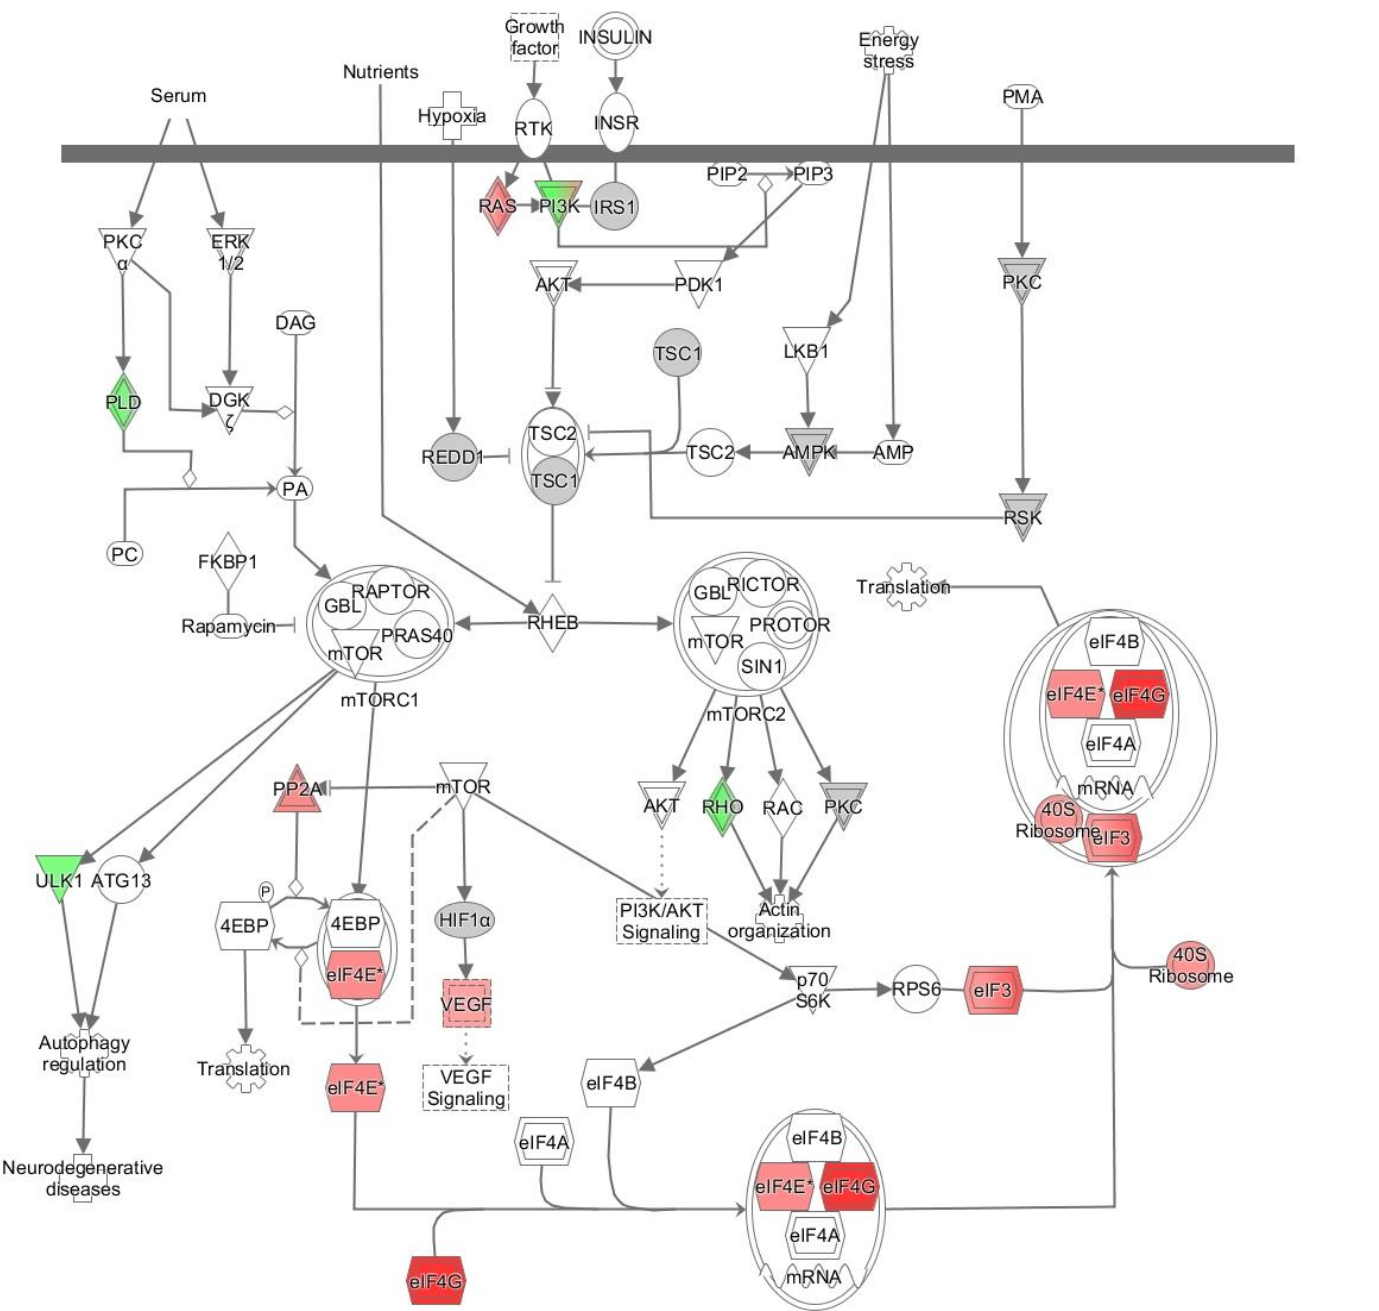 Growth
factor
INSULIN
Energy
stress
Nutrients
Serum
Hypoxia
PMA
RTK
INSR
PIP2
PIP3
RAS
PI3K
IRS1
PKC
α
ERK
1/2
AKT
PDK1
PKC
DAG
TSC1
LKB1
PLD
DGK
ζ
TSC2
REDD1
TSC2
AMPK
AMP
TSC1
PA
RSK
PC
FKBP1
RAPTOR
GBL
GBL
RICTOR
Translation
Rapamycin
PRAS40
mTOR
RHEB
PROTOR
mTOR
SIN1
eIF4B
mTORC1
mTORC2
eIF4E*
eIF4G
eIF4A
mRNA
PP2A
mTOR
AKT
RHO
RAC
PKC
40S
Ribosome
eIF3
ULK1
ATG13
P
4EBP
4EBP
HIF1α
PI3K/AKT
Signaling
Actin
organization
eIF4E*
VEGF
p70
S6K
RPS6
eIF3
40S
Ribosome
Autophagy
regulation
Translation
eIF4E*
VEGF
Signaling
eIF4B
eIF4A
eIF4B
Neurodegenerative
diseases
eIF4E*
eIF4G
eIF4A
mRNA
eIF4G